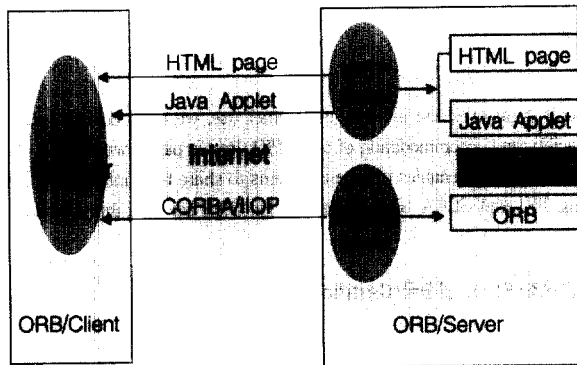 HTML page
HTML page
Java Applet
Java Applet
Internet
CORBA/IIOP
ORB
ORB/Client
ORB/Server